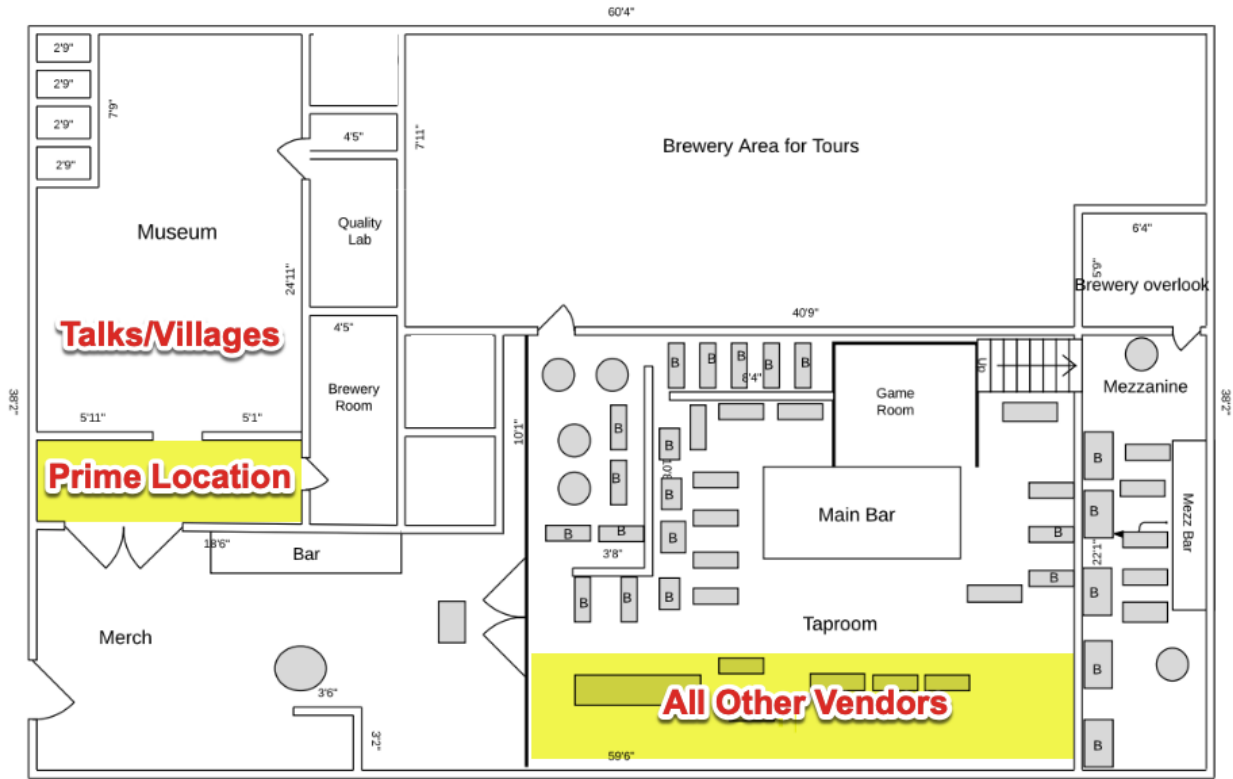 60'4"
2'9"
2'9"
2'9"
2'9"
7'9"
4'5"
7'11"
Brewery Area for Tours
Museum
Quality
Lab
6'4"
5'9"
Brewery overlook
24'11"
Talks/Villages
4'5"
40'9"
38'2"
Brewery
Room
5'11"
5'1"
10'1"
B
B
B
B
B
8'4"
Game
Room
Up
Mezzanine
38'2"
B
B
B
B
B
B
B
B
3'8"
B
B
B
Prime Location
18'6"
Bar
Main Bar
B
B
B
B
22'1"
B
B
B
Mezz Bar
Merch
Taproom
3'6"
3'2"
All Other Vendors
59'6"